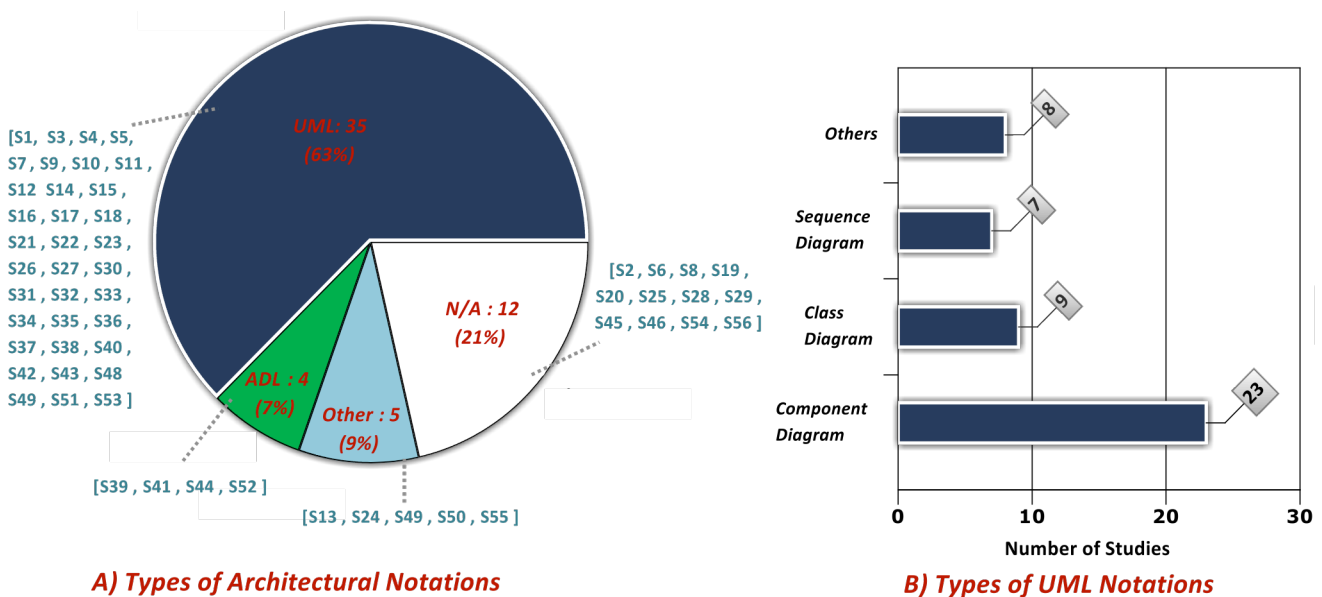 [S1, S3 , S4 , S5,
S7 , S9 , S10 , S11 ,
S12 S14 , S15 ,
S16 , S17 , S18 ,
S21 , S22 , S23 ,
S26 , S27 , S30 ,
S31 , S32 , S33 ,
S34 , S35 , S36 ,
S37 , S38 , S40 ,
S42 , S43 , S48
S49 , S51 , S53 ]
UML: 35
(63%)
N/A : 12
(21%)
[S2 , S6 , S8 , S19 ,
S20 , S25 , S28 , S29 ,
S45 , S46 , S54 , S56 ]
ADL : 4
(7%)
Other : 5
(9%)
[S39 , S41 , S44 , S52 ]
[S13 , S24 , S49 , S50 , S55 ]
A) Types of Architectural Notations
Others
8
Sequence
Diagram
7
Class
Diagram
9
Component
Diagram
23
0 10 20 30
Number of Studies
B) Types of UML Notations